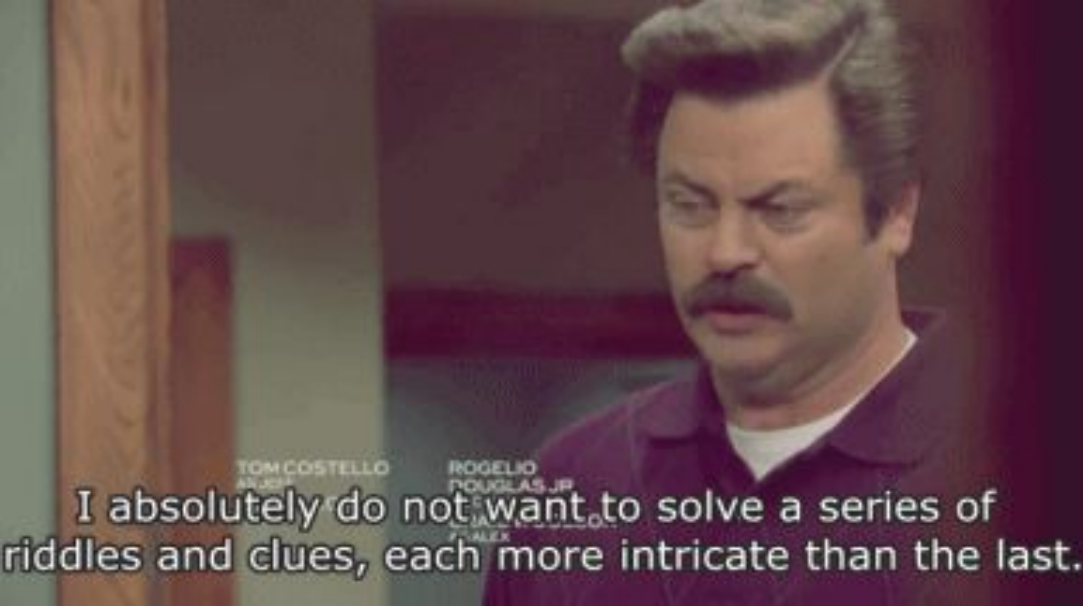 TOM COSTELLO
ROGELIO
DOUGLAS JR
I absolutely do not want to solve a series of
riddles and clues, each more intricate than the last.